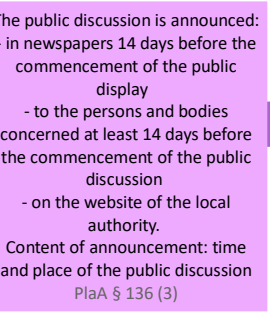 The public discussion is announced:
- in newspapers 14 days before the
commencement of the public
display
- to the persons and bodies
concerned at least 14 days before
the commencement of the public
discussion
- on the website of the local
authority.
Content of announcement: time
and place of the public discussion
PlaA § 136 (3)